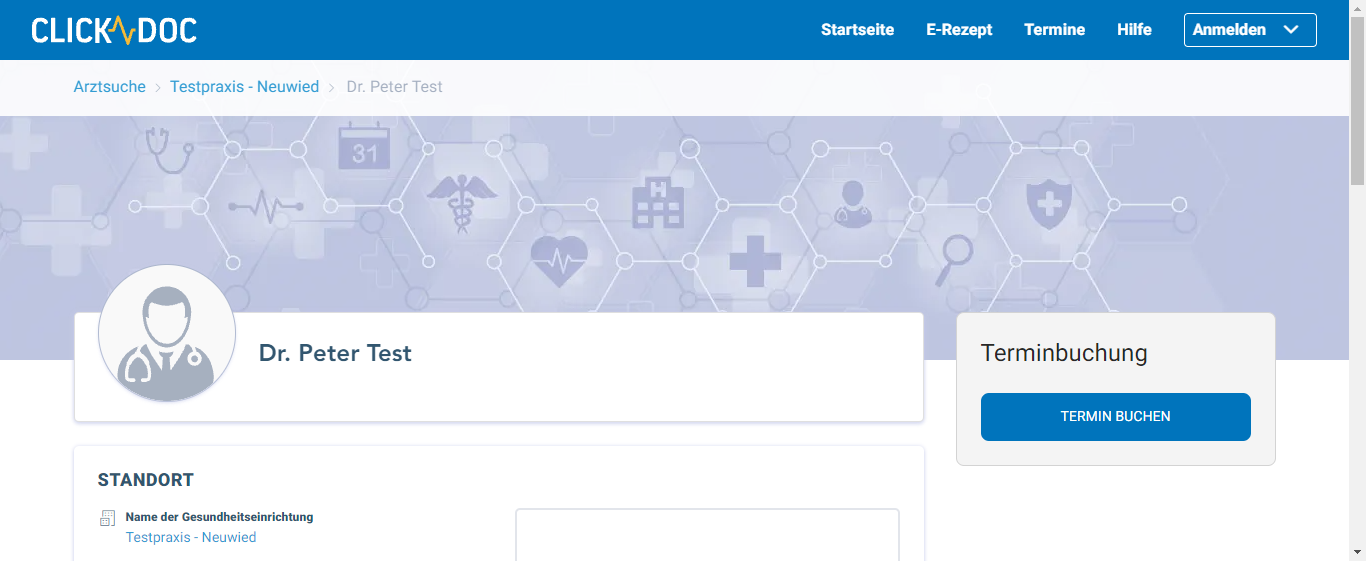 CLICKDOC
Startseite
E-Rezept
Termine
Hilfe
Anmelden
Arztsuche
Testpraxis - Neuwied
Dr. Peter Test
31
H
Dr. Peter Test
Terminbuchung
TERMIN BUCHEN
STANDORT
Name der Gesundheitseinrichtung
Testpraxis - Neuwied